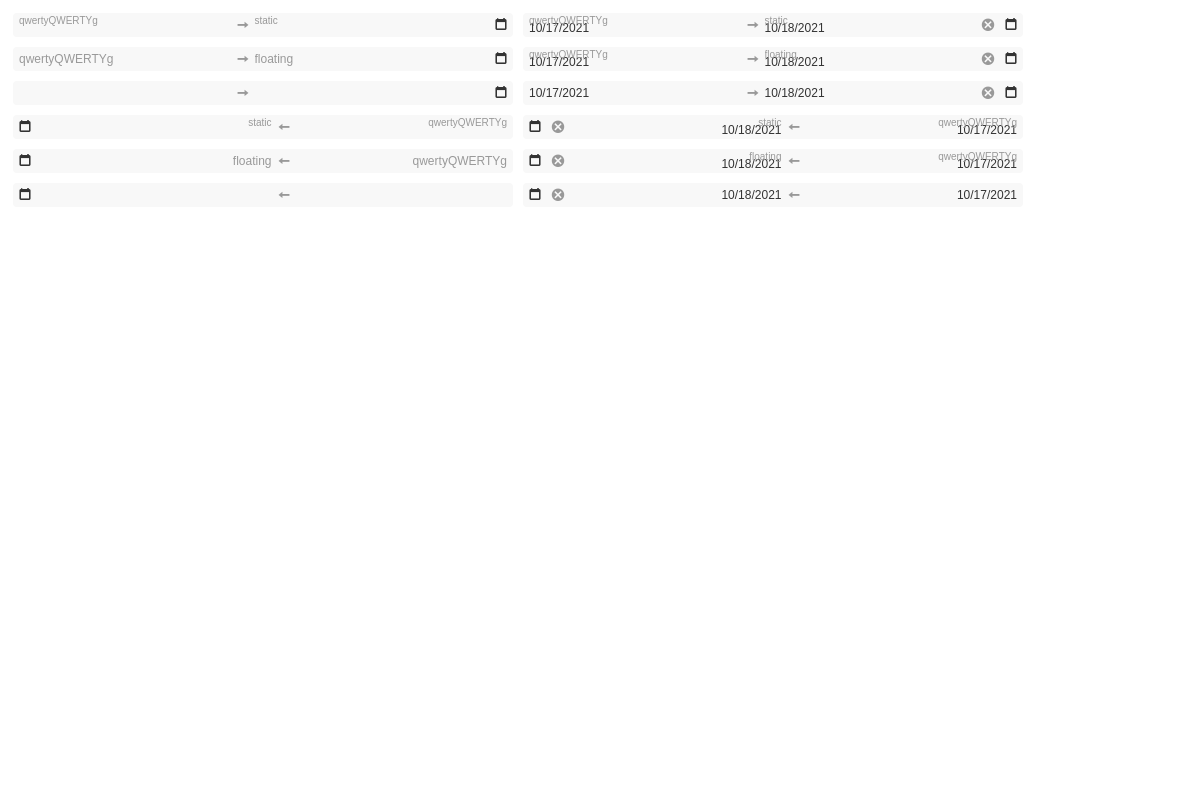 qwertyQWERTYg static qwertyQWERTYg static
10/17/2021 10/18/2021
qwertyQWERTYg floating qwertyQWERTYg floating
10/17/2021 10/18/2021
10/17/2021 10/18/2021
static qwertyQWERTYg static qwertyQWERTYg
10/18/2021 10/17/2021
floating qwertyQWERTYg floating qwertyQWERTYg
10/18/2021 10/17/2021
10/18/2021 10/17/2021